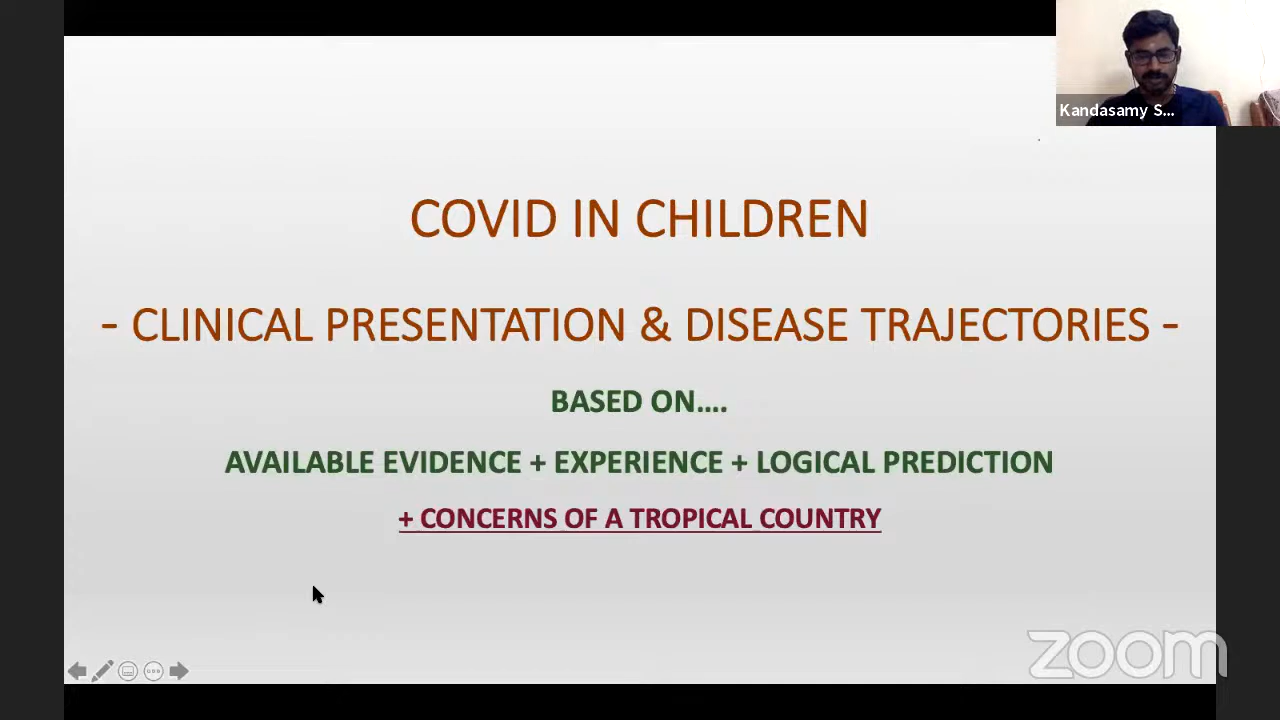 Kandasamy S...
COVID IN CHILDREN
- CLINICAL PRESENTATION & DISEASE TRAJECTORIES -
BASED ON....
AVAILABLE EVIDENCE + EXPERIENCE + LOGICAL PREDICTION
+ CONCERNS OF A TROPICAL COUNTRY
zoom